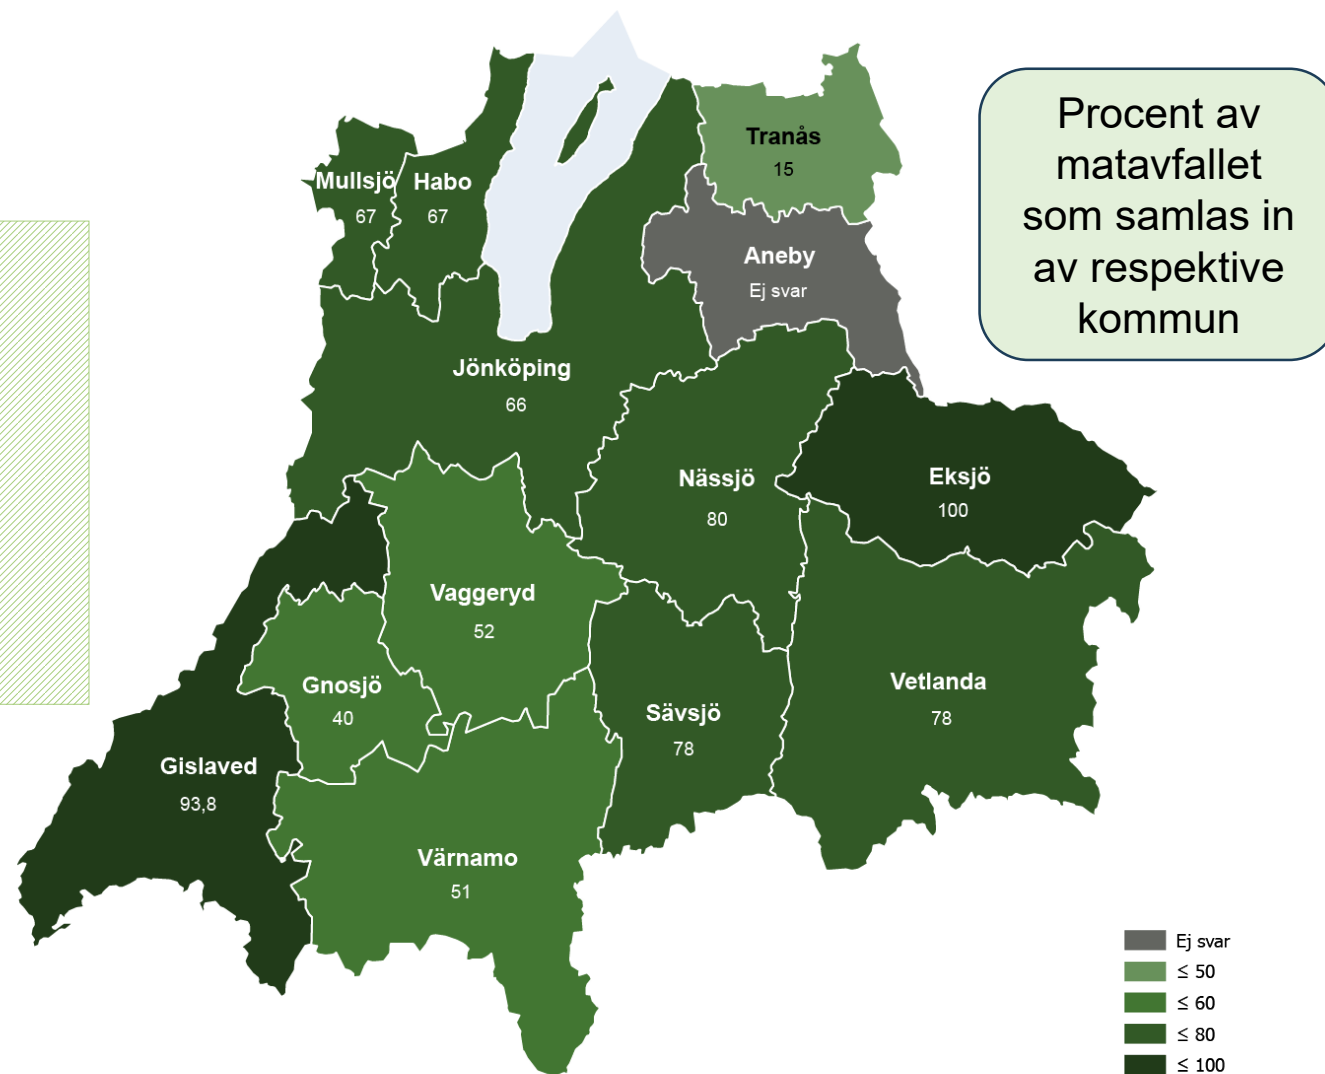 Procent av
matavfallet
som samlas in
av respektive
kommun
Tranås
15
Mullsjö
67
Habo
67
Aneby
Ej svar
Jönköping
66
Nässjö
80
Eksjö
100
Vaggeryd
52
Gnosjö
40
Vetlanda
78
Sävsjö
78
Gislaved
93,8
Värnamo
51
Ej svar
≤ 50
≤ 60
≤ 80
≤ 100